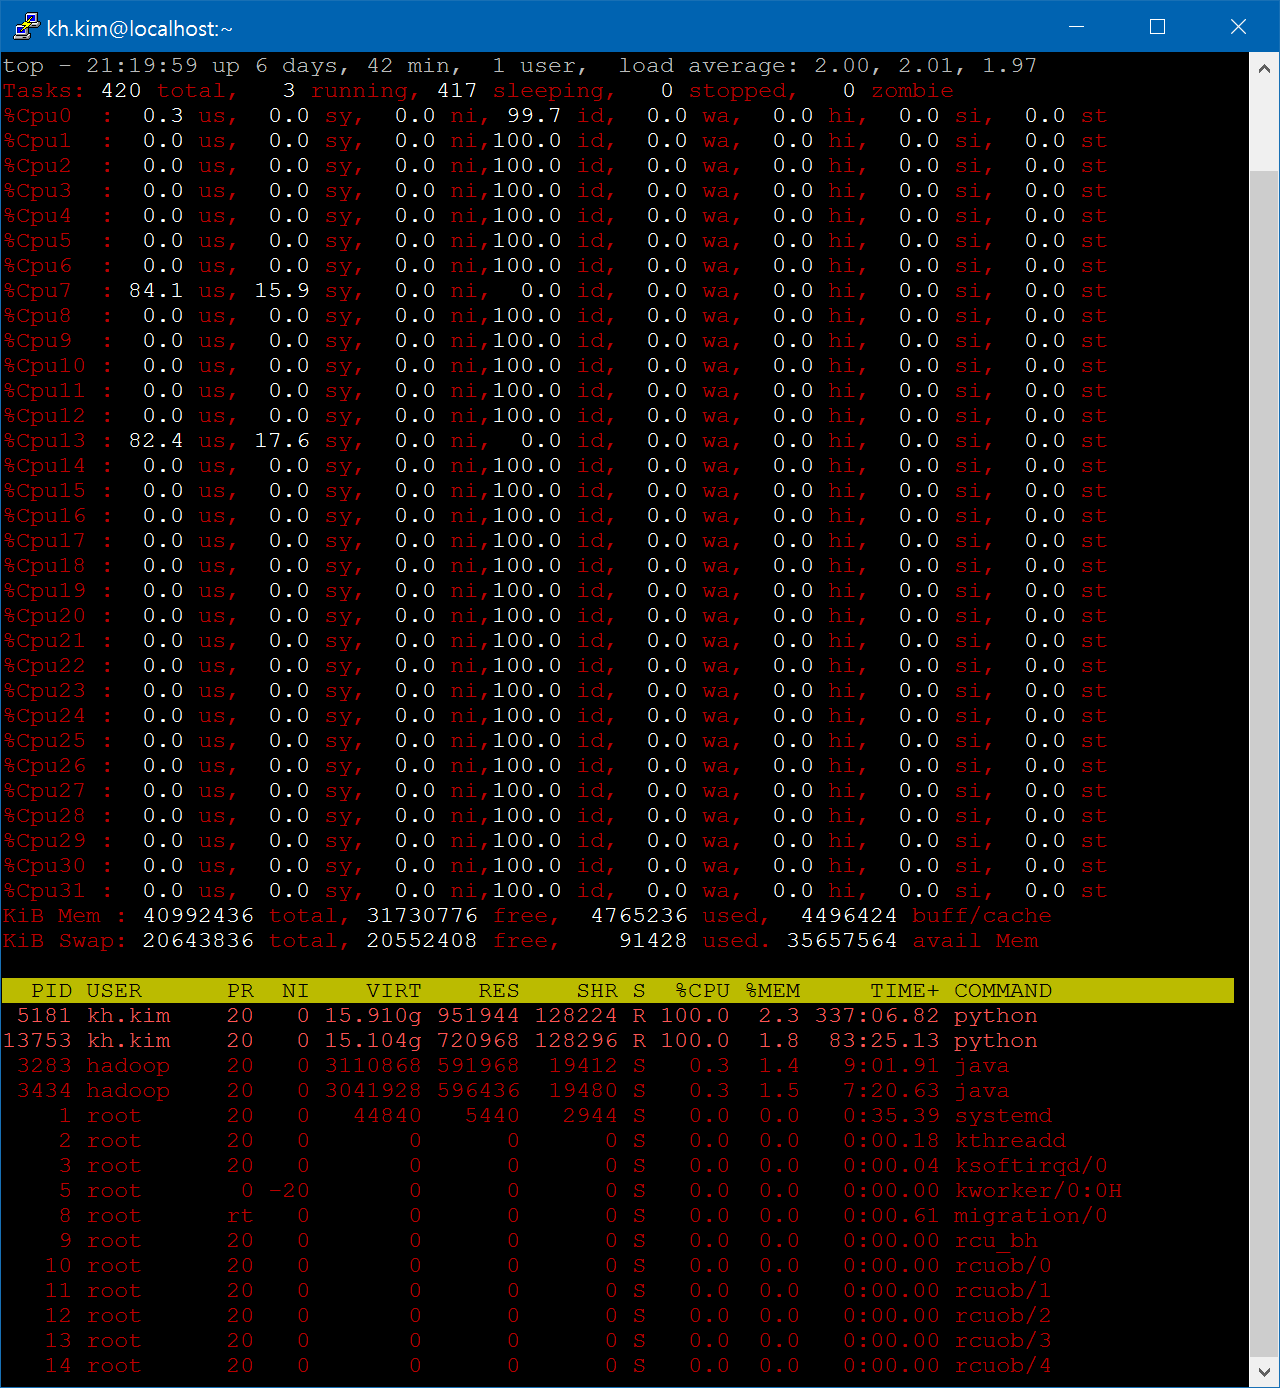 kh.kim@localhost:~
top - 21:19:59 up 6 days, 42 min,  1 user,  load average: 2.00, 2.01, 1.97
Tasks: 420 total,   3 running, 417 sleeping,   0 stopped,   0 zombie
%Cpu0  :  0.3 us,  0.0 sy,  0.0 ni, 99.7 id,  0.0 wa,  0.0 hi,  0.0 si,  0.0 st
%Cpu1  :  0.0 us,  0.0 sy,  0.0 ni,100.0 id,  0.0 wa,  0.0 hi,  0.0 si,  0.0 st
%Cpu2  :  0.0 us,  0.0 sy,  0.0 ni,100.0 id,  0.0 wa,  0.0 hi,  0.0 si,  0.0 st
%Cpu3  :  0.0 us,  0.0 sy,  0.0 ni,100.0 id,  0.0 wa,  0.0 hi,  0.0 si,  0.0 st
%Cpu4  :  0.0 us,  0.0 sy,  0.0 ni,100.0 id,  0.0 wa,  0.0 hi,  0.0 si,  0.0 st
%Cpu5  :  0.0 us,  0.0 sy,  0.0 ni,100.0 id,  0.0 wa,  0.0 hi,  0.0 si,  0.0 st
%Cpu6  :  0.0 us,  0.0 sy,  0.0 ni,100.0 id,  0.0 wa,  0.0 hi,  0.0 si,  0.0 st
%Cpu7  : 84.1 us, 15.9 sy,  0.0 ni,  0.0 id,  0.0 wa,  0.0 hi,  0.0 si,  0.0 st
%Cpu8  :  0.0 us,  0.0 sy,  0.0 ni,100.0 id,  0.0 wa,  0.0 hi,  0.0 si,  0.0 st
%Cpu9  :  0.0 us,  0.0 sy,  0.0 ni,100.0 id,  0.0 wa,  0.0 hi,  0.0 si,  0.0 st
%Cpu10 :  0.0 us,  0.0 sy,  0.0 ni,100.0 id,  0.0 wa,  0.0 hi,  0.0 si,  0.0 st
%Cpu11 :  0.0 us,  0.0 sy,  0.0 ni,100.0 id,  0.0 wa,  0.0 hi,  0.0 si,  0.0 st
%Cpu12 :  0.0 us,  0.0 sy,  0.0 ni,100.0 id,  0.0 wa,  0.0 hi,  0.0 si,  0.0 st
%Cpu13 : 82.4 us, 17.6 sy,  0.0 ni,  0.0 id,  0.0 wa,  0.0 hi,  0.0 si,  0.0 st
%Cpu14 :  0.0 us,  0.0 sy,  0.0 ni,100.0 id,  0.0 wa,  0.0 hi,  0.0 si,  0.0 st
%Cpu15 :  0.0 us,  0.0 sy,  0.0 ni,100.0 id,  0.0 wa,  0.0 hi,  0.0 si,  0.0 st
%Cpu16 :  0.0 us,  0.0 sy,  0.0 ni,100.0 id,  0.0 wa,  0.0 hi,  0.0 si,  0.0 st
%Cpu17 :  0.0 us,  0.0 sy,  0.0 ni,100.0 id,  0.0 wa,  0.0 hi,  0.0 si,  0.0 st
%Cpu18 :  0.0 us,  0.0 sy,  0.0 ni,100.0 id,  0.0 wa,  0.0 hi,  0.0 si,  0.0 st
%Cpu19 :  0.0 us,  0.0 sy,  0.0 ni,100.0 id,  0.0 wa,  0.0 hi,  0.0 si,  0.0 st
%Cpu20 :  0.0 us,  0.0 sy,  0.0 ni,100.0 id,  0.0 wa,  0.0 hi,  0.0 si,  0.0 st
%Cpu21 :  0.0 us,  0.0 sy,  0.0 ni,100.0 id,  0.0 wa,  0.0 hi,  0.0 si,  0.0 st
%Cpu22 :  0.0 us,  0.0 sy,  0.0 ni,100.0 id,  0.0 wa,  0.0 hi,  0.0 si,  0.0 st
%Cpu23 :  0.0 us,  0.0 sy,  0.0 ni,100.0 id,  0.0 wa,  0.0 hi,  0.0 si,  0.0 st
%Cpu24 :  0.0 us,  0.0 sy,  0.0 ni,100.0 id,  0.0 wa,  0.0 hi,  0.0 si,  0.0 st
%Cpu25 :  0.0 us,  0.0 sy,  0.0 ni,100.0 id,  0.0 wa,  0.0 hi,  0.0 si,  0.0 st
%Cpu26 :  0.0 us,  0.0 sy,  0.0 ni,100.0 id,  0.0 wa,  0.0 hi,  0.0 si,  0.0 st
%Cpu27 :  0.0 us,  0.0 sy,  0.0 ni,100.0 id,  0.0 wa,  0.0 hi,  0.0 si,  0.0 st
%Cpu28 :  0.0 us,  0.0 sy,  0.0 ni,100.0 id,  0.0 wa,  0.0 hi,  0.0 si,  0.0 st
%Cpu29 :  0.0 us,  0.0 sy,  0.0 ni,100.0 id,  0.0 wa,  0.0 hi,  0.0 si,  0.0 st
%Cpu30 :  0.0 us,  0.0 sy,  0.0 ni,100.0 id,  0.0 wa,  0.0 hi,  0.0 si,  0.0 st
%Cpu31 :  0.0 us,  0.0 sy,  0.0 ni,100.0 id,  0.0 wa,  0.0 hi,  0.0 si,  0.0 st
KiB Mem : 40992436 total, 31730776 free,  4765236 used,  4496424 buff/cache
KiB Swap: 20643836 total, 20552408 free,    91428 used. 35657564 avail Mem
  PID USER      PR  NI    VIRT    RES    SHR S  %CPU %MEM     TIME+ COMMAND
 5181 kh.kim    20   0 15.910g 951944 128224 R 100.0  2.3 337:06.82 python
13753 kh.kim    20   0 15.104g 720968 128296 R 100.0  1.8  83:25.13 python
 3283 hadoop    20   0 3110868 591968  19412 S   0.3  1.4   9:01.91 java
 3434 hadoop    20   0 3041928 596436  19480 S   0.3  1.5   7:20.63 java
    1 root      20   0   44840   5440   2944 S   0.0  0.0   0:35.39 systemd
    2 root      20   0       0      0      0 S   0.0  0.0   0:00.18 kthreadd
    3 root      20   0       0      0      0 S   0.0  0.0   0:00.04 ksoftirqd/0
    5 root       0 -20       0      0      0 S   0.0  0.0   0:00.00 kworker/0:0H
    8 root      rt   0       0      0      0 S   0.0  0.0   0:00.61 migration/0
    9 root      20   0       0      0      0 S   0.0  0.0   0:00.00 rcu_bh
   10 root      20   0       0      0      0 S   0.0  0.0   0:00.00 rcuob/0
   11 root      20   0       0      0      0 S   0.0  0.0   0:00.00 rcuob/1
   12 root      20   0       0      0      0 S   0.0  0.0   0:00.00 rcuob/2
   13 root      20   0       0      0      0 S   0.0  0.0   0:00.00 rcuob/3
   14 root      20   0       0      0      0 S   0.0  0.0   0:00.00 rcuob/4